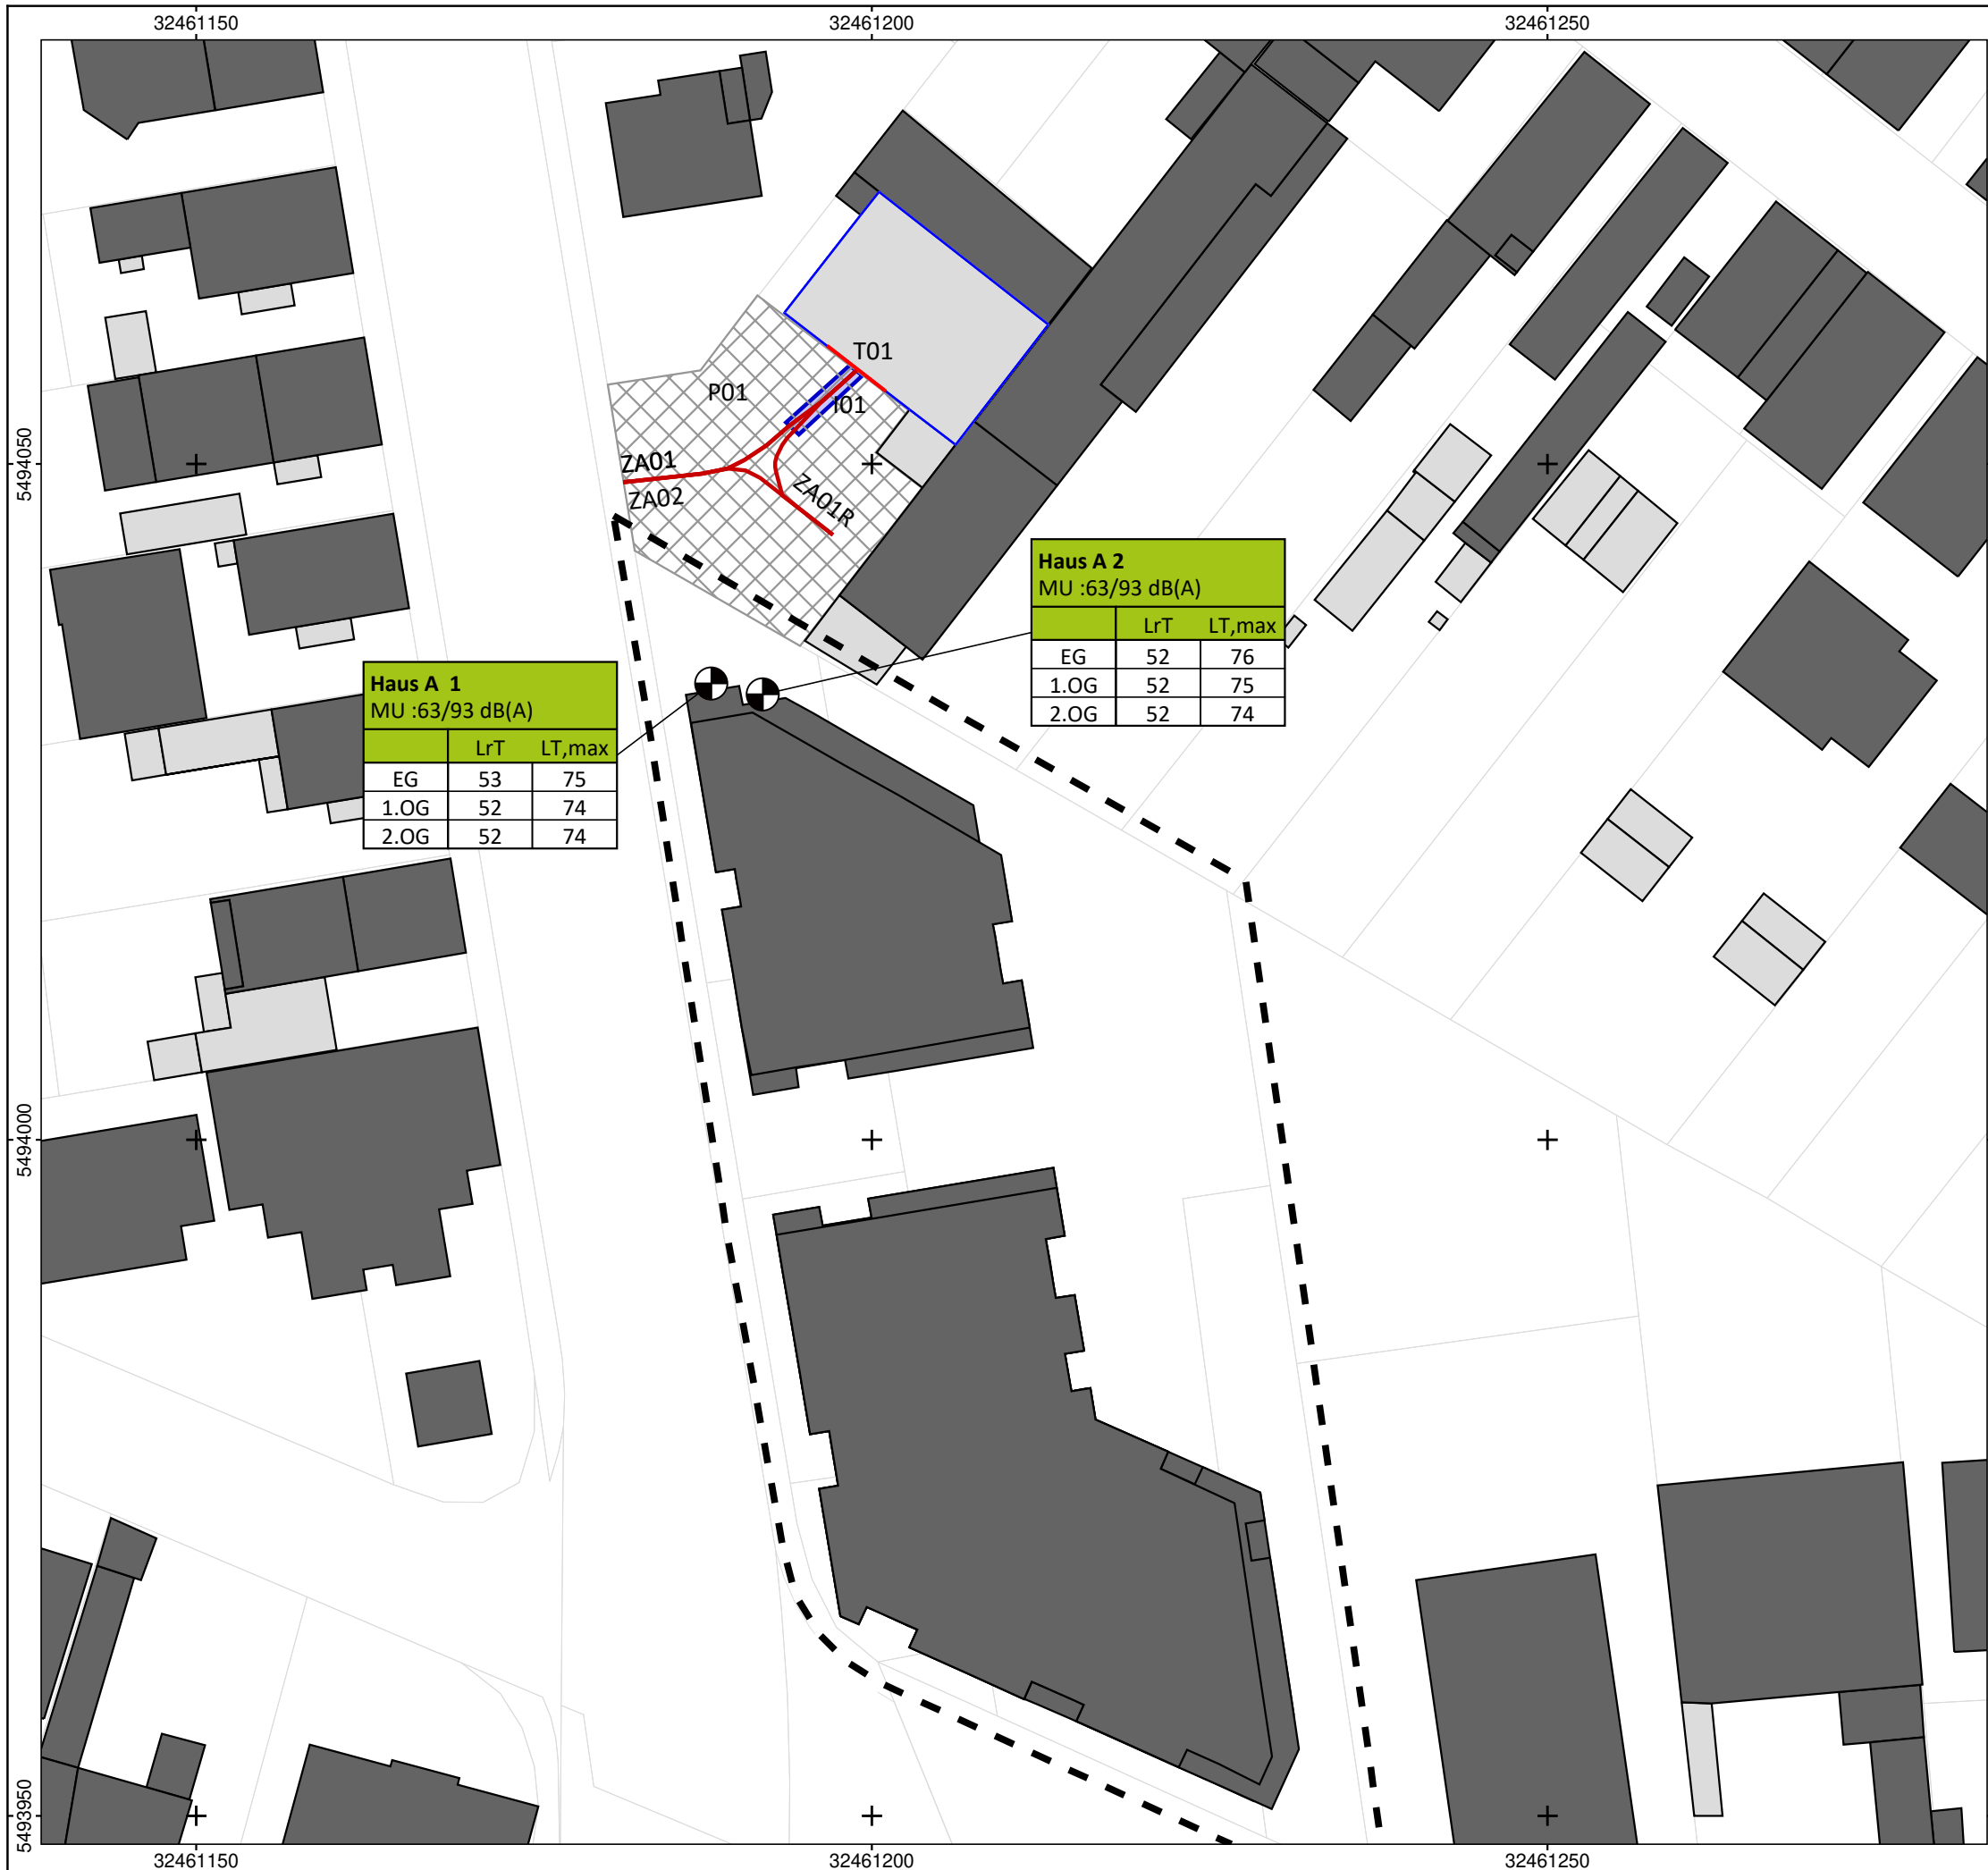 32461150 32461200 32461250
5494050
5494000
5493950
T01
P01
I01
ZA01
ZA02
ZA01R
Haus A 2
MU :63/93 dB(A)
LrT LT,max
EG 52 76
1.OG 52 75
2.OG 52 74
Haus A 1
MU :63/93 dB(A)
LrT LT,max
EG 53 75
1.OG 52 74
2.OG 52 74
32461150 32461200 32461250